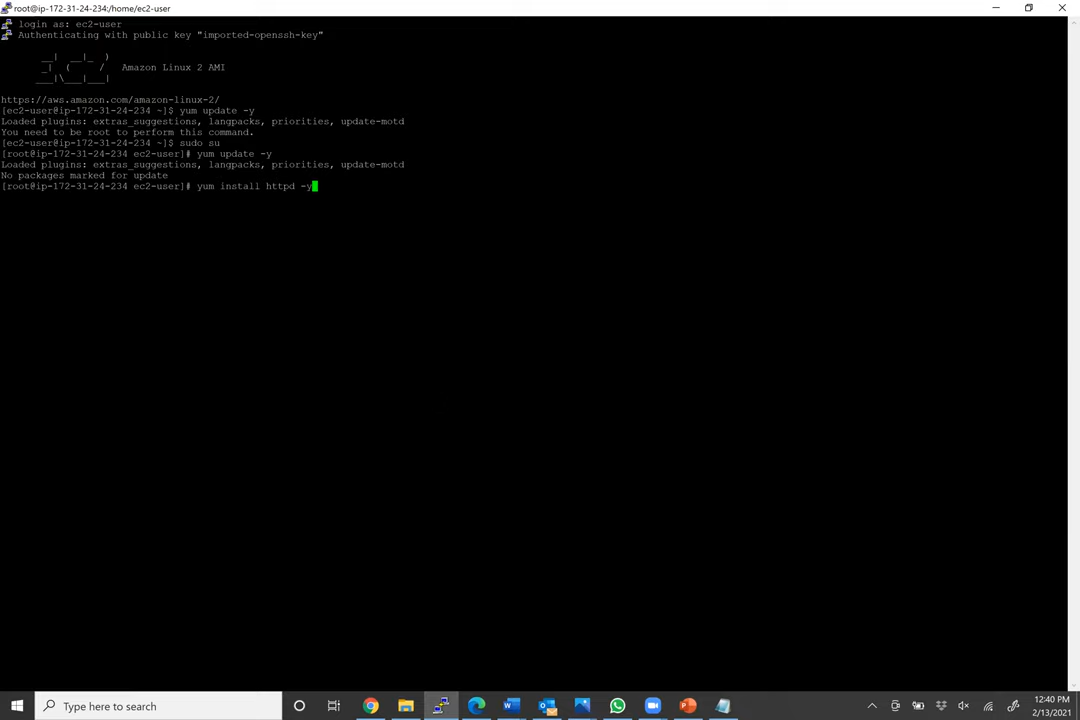 root@ip-172-31-24-234:/home/ec2-user
login as: ec2-user
Authenticating with public key "imported-openssh-key"
__| __|_ )
_| ( / Amazon Linux 2 AMI
___|\___|___|
https://aws.amazon.com/amazon-linux-2/
[ec2-user@ip-172-31-24-234 ~]$ yum update -y
Loaded plugins: extras_suggestions, langpacks, priorities, update-motd
You need to be root to perform this command.
[ec2-user@ip-172-31-24-234 ~]$ sudo su
[root@ip-172-31-24-234 ec2-user]# yum update -y
Loaded plugins: extras_suggestions, langpacks, priorities, update-motd
No packages marked for update
[root@ip-172-31-24-234 ec2-user]# yum install httpd -y
Type here to search
12:40 PM
2/13/2021